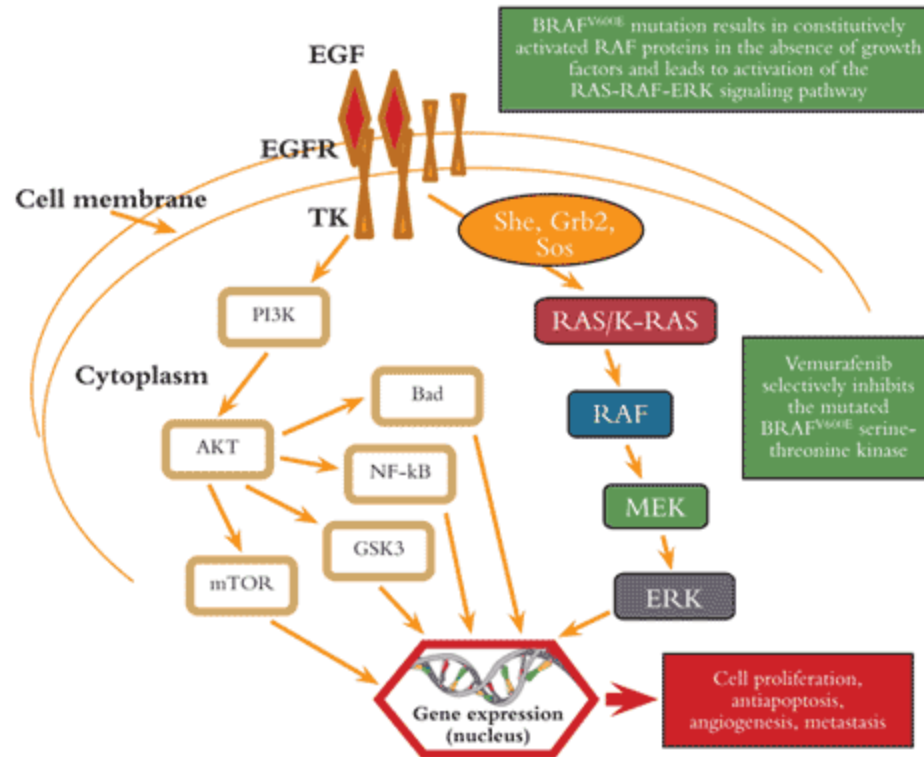 BRAFV600E mutation results in constitutively
activated RAF proteins in the absence of growth
factors and leads to activation of the
RAS-RAF-ERK signaling pathway
EGF
EGFR
Cell membrane
TK
She, Grb2,
Sos
PI3K
RAS/K-RAS
Cytoplasm
Bad
RAF
Vemurafenib
selectively inhibits
the mutated
BRAFV600E serine-
threonine kinase
AKT
NF-kB
MEK
GSK3
mTOR
ERK
Gene expression
(nucleus)
Cell proliferation,
antiapoptosis,
angiogenesis, metastasis